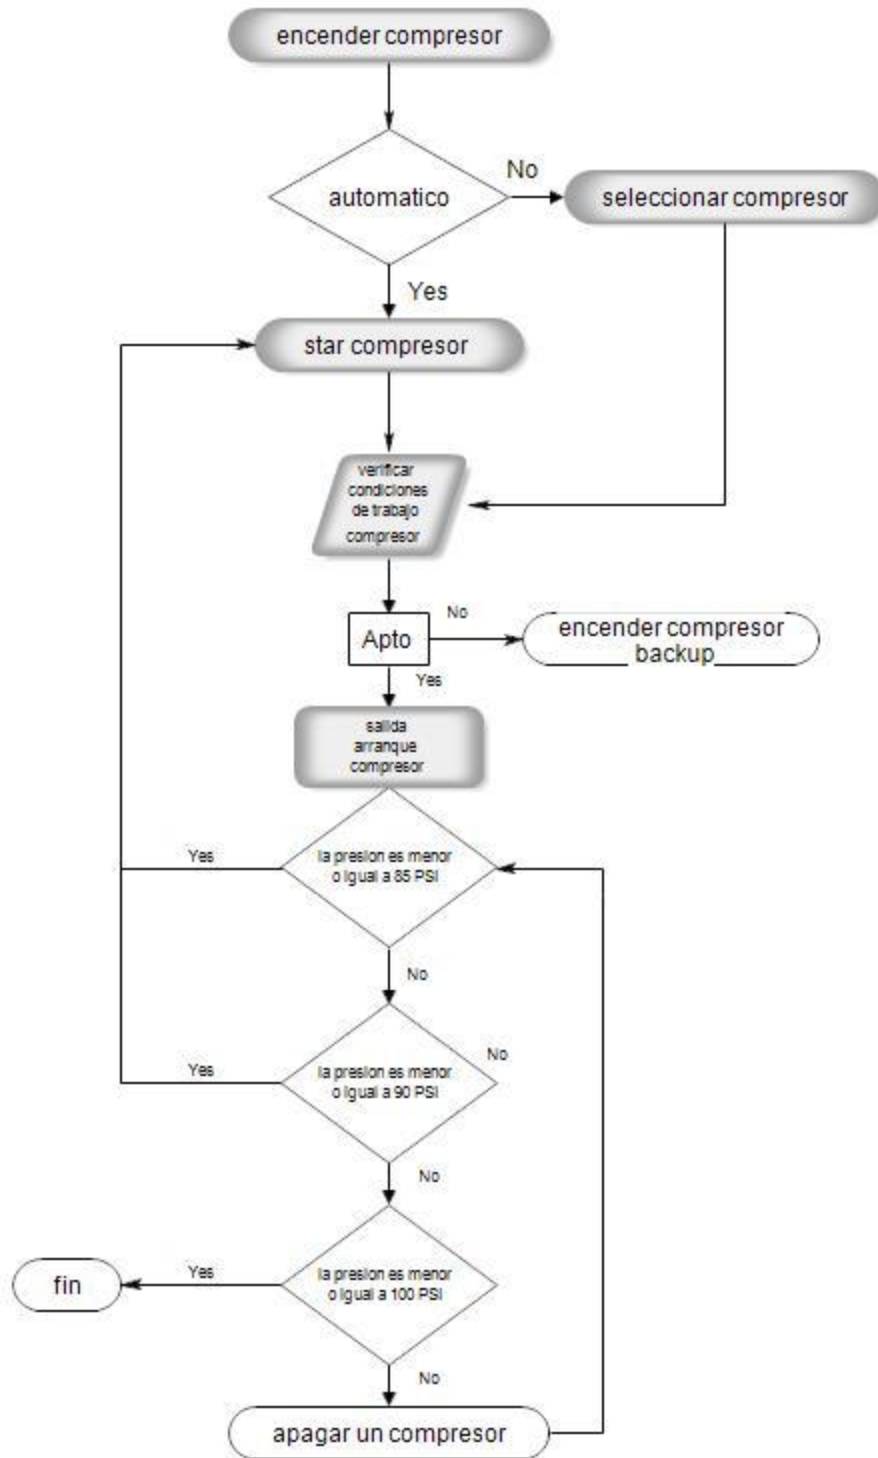 encender compresor
No
automatico
seleccionar compresor
Yes
star compresor
verificar
condiciones
de trabajo
compresor
No
Apto
encender compresor
backup
Yes
salida
arranque
compresor
Yes
la presion es menor
o igual a 85 PSI
No
No
Yes
la presion es menor
o igual a 90 PSI
No
Yes
la presion es menor
o igual a 100 PSI
fin
No
apagar un compresor